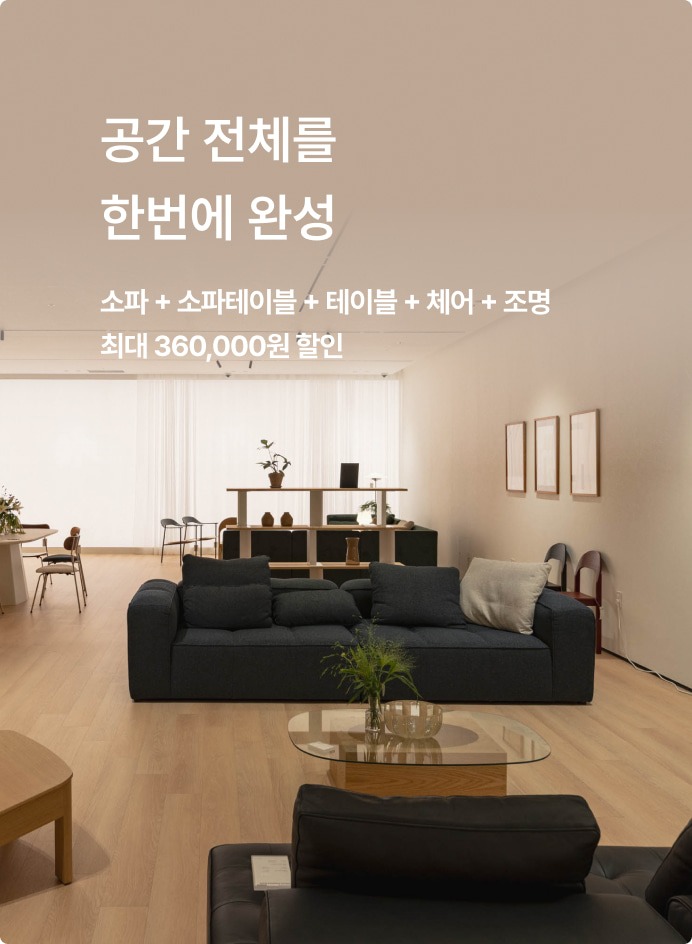 공간 전체를
한번에 완성
소파 + 소파테이블 + 테이블 + 체어 + 조명
최대 360,000원 할인